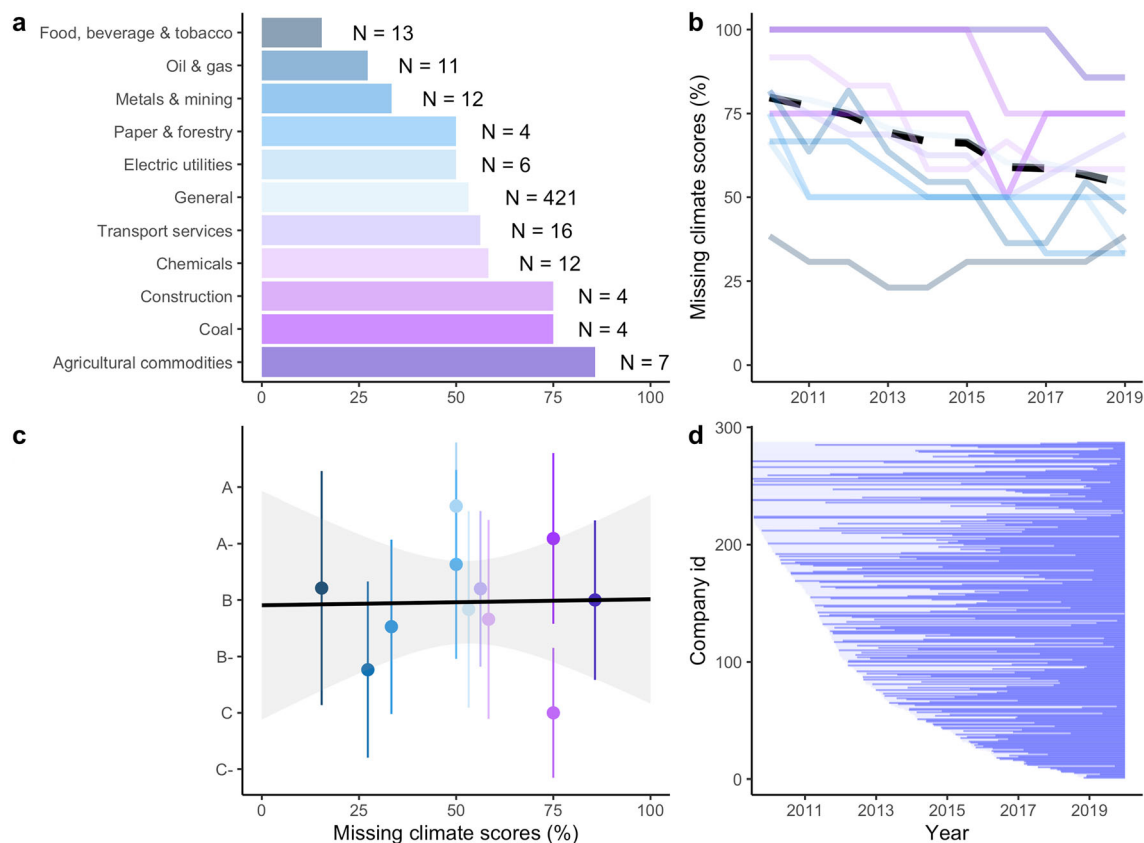 a
Food, beverage & tobacco
N = 13
Oil & gas
N = 11
Metals & mining
N = 12
Paper & forestry
N = 4
Electric utilities
N = 6
General
N = 421
Transport services
N = 16
Chemicals
N = 12
Construction
N = 4
Coal
N = 4
Agricultural commodities
N = 7
0 25 50 75 100
b
Missing climate scores (%)
100
75
50
25
0
2011 2013 2015 2017 2019
c
A
A-
B
B-
C
C-
0 25 50 75 100
Missing climate scores (%)
d
Company id
300
200
100
0
2011 2013 2015 2017 2019
Year